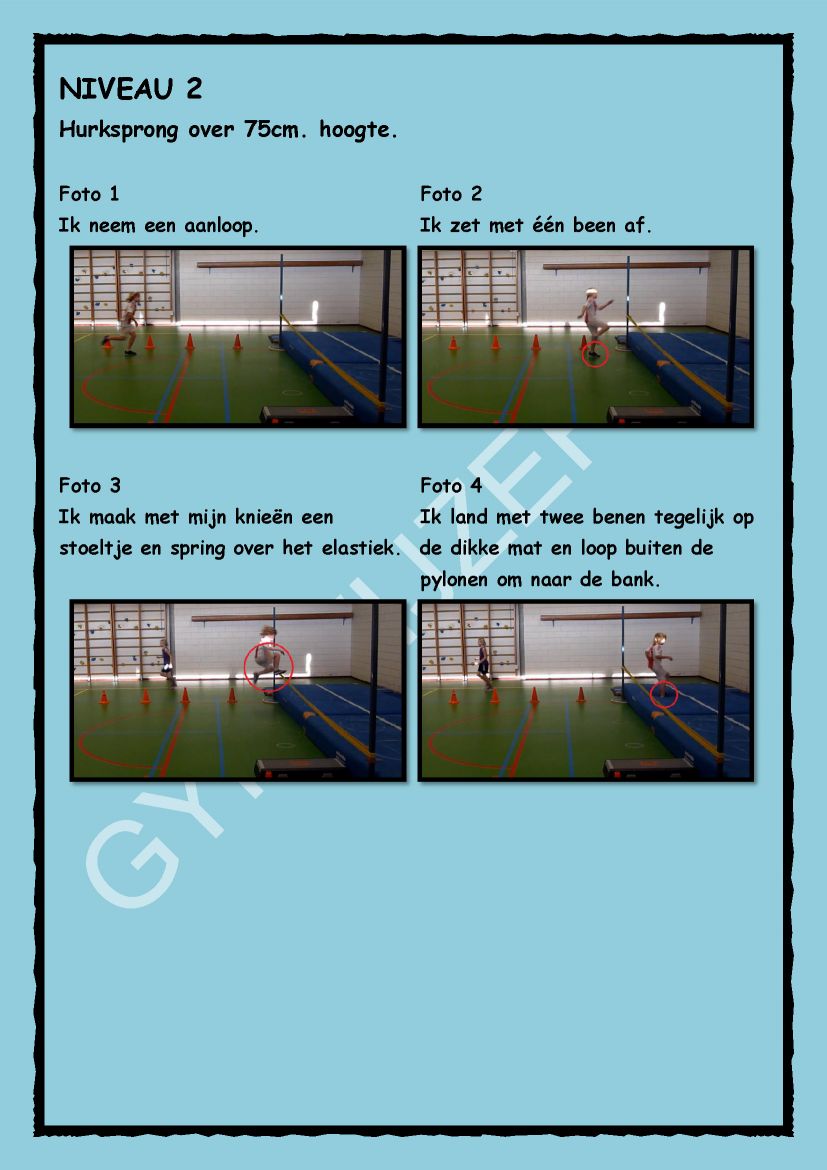 NIVEAU 2
Hurksprong over 75cm. hoogte.
Foto 1
Ik neem een aanloop.
Foto 2
Ik zet met één been af.
Foto 3
Ik maak met mijn knieën een
stoeltje en spring over het elastiek.
Foto 4
Ik land met twee benen tegelijk op
de dikke mat en loop buiten de
pylonen om naar de bank.